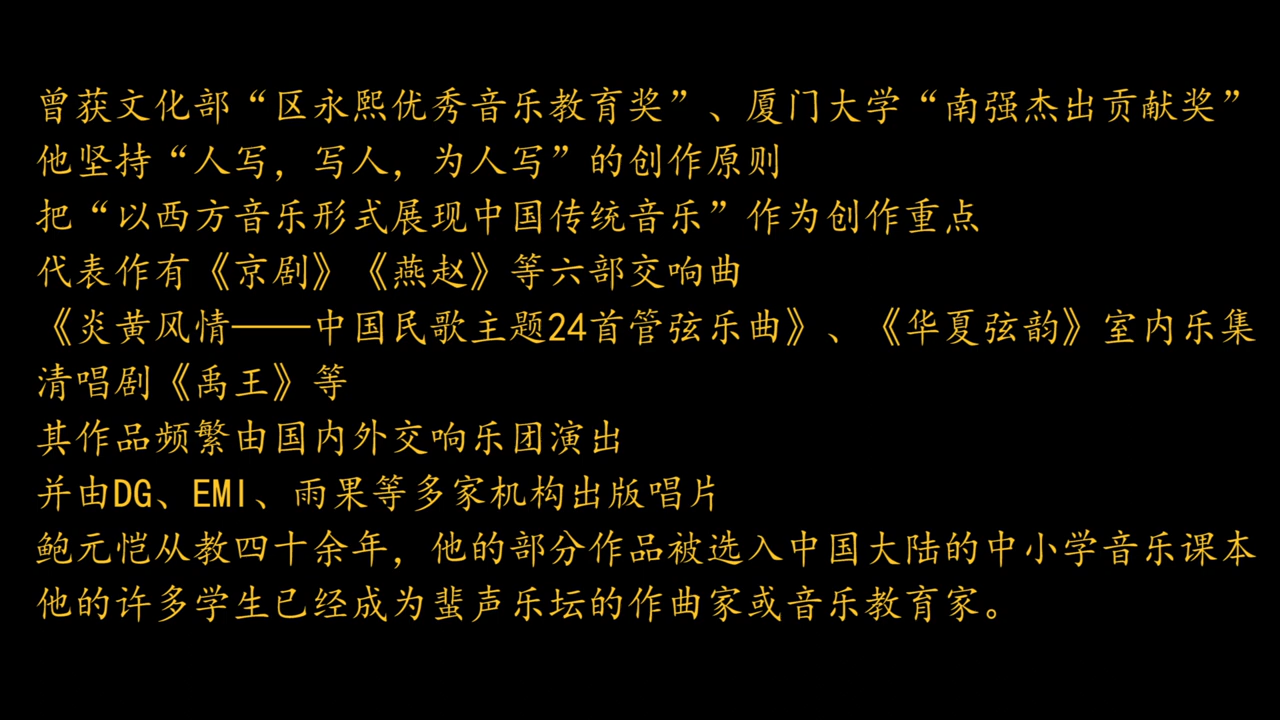 曾获文化部“区永熙优秀音乐教育奖”、厦门大学“南强杰出贡献奖”
他坚持“人写，写人，为人写”的创作原则
把“以西方音乐形式展现中国传统音乐”作为创作重点
代表作有《京剧》《燕赵》等六部交响曲
《炎黄风情——中国民歌主题24首管弦乐曲》、《华夏弦韵》室内乐集
清唱剧《禹王》等
其作品频繁由国内外交响乐团演出
并由DG、EMI、雨果等多家机构出版唱片
鲍元恺从教四十余年，他的部分作品被选入中国大陆的中小学音乐课本
他的许多学生已经成为蜚声乐坛的作曲家或音乐教育家。